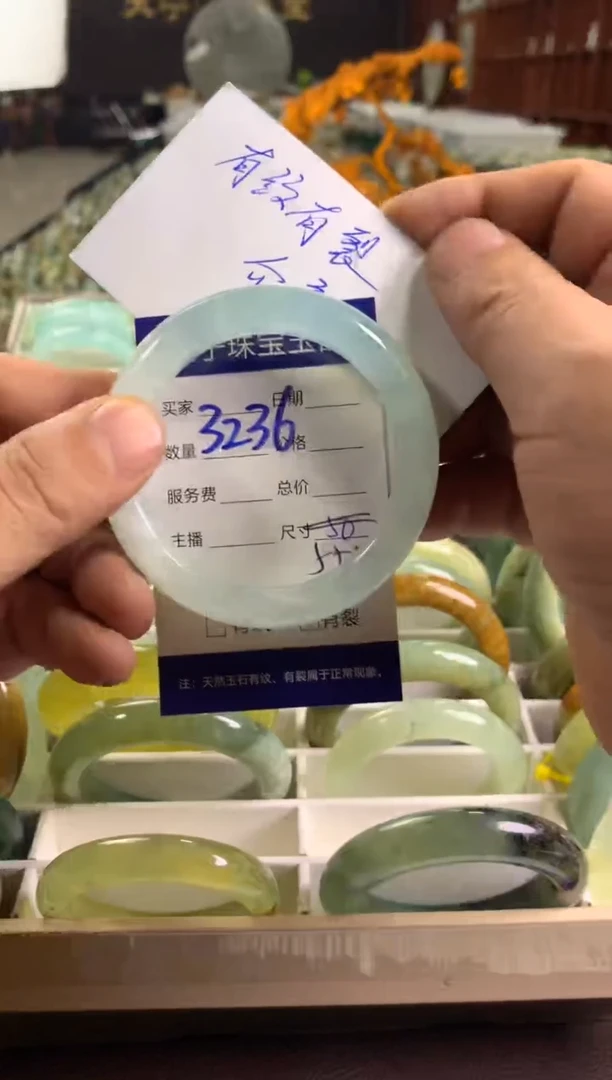 有纹有裂
珠宝玉
买家 日期
数量 3236 格
服务费 总价
主播 尺寸 50
55
有裂
注：天然玉石有纹、有裂属于正常现象。